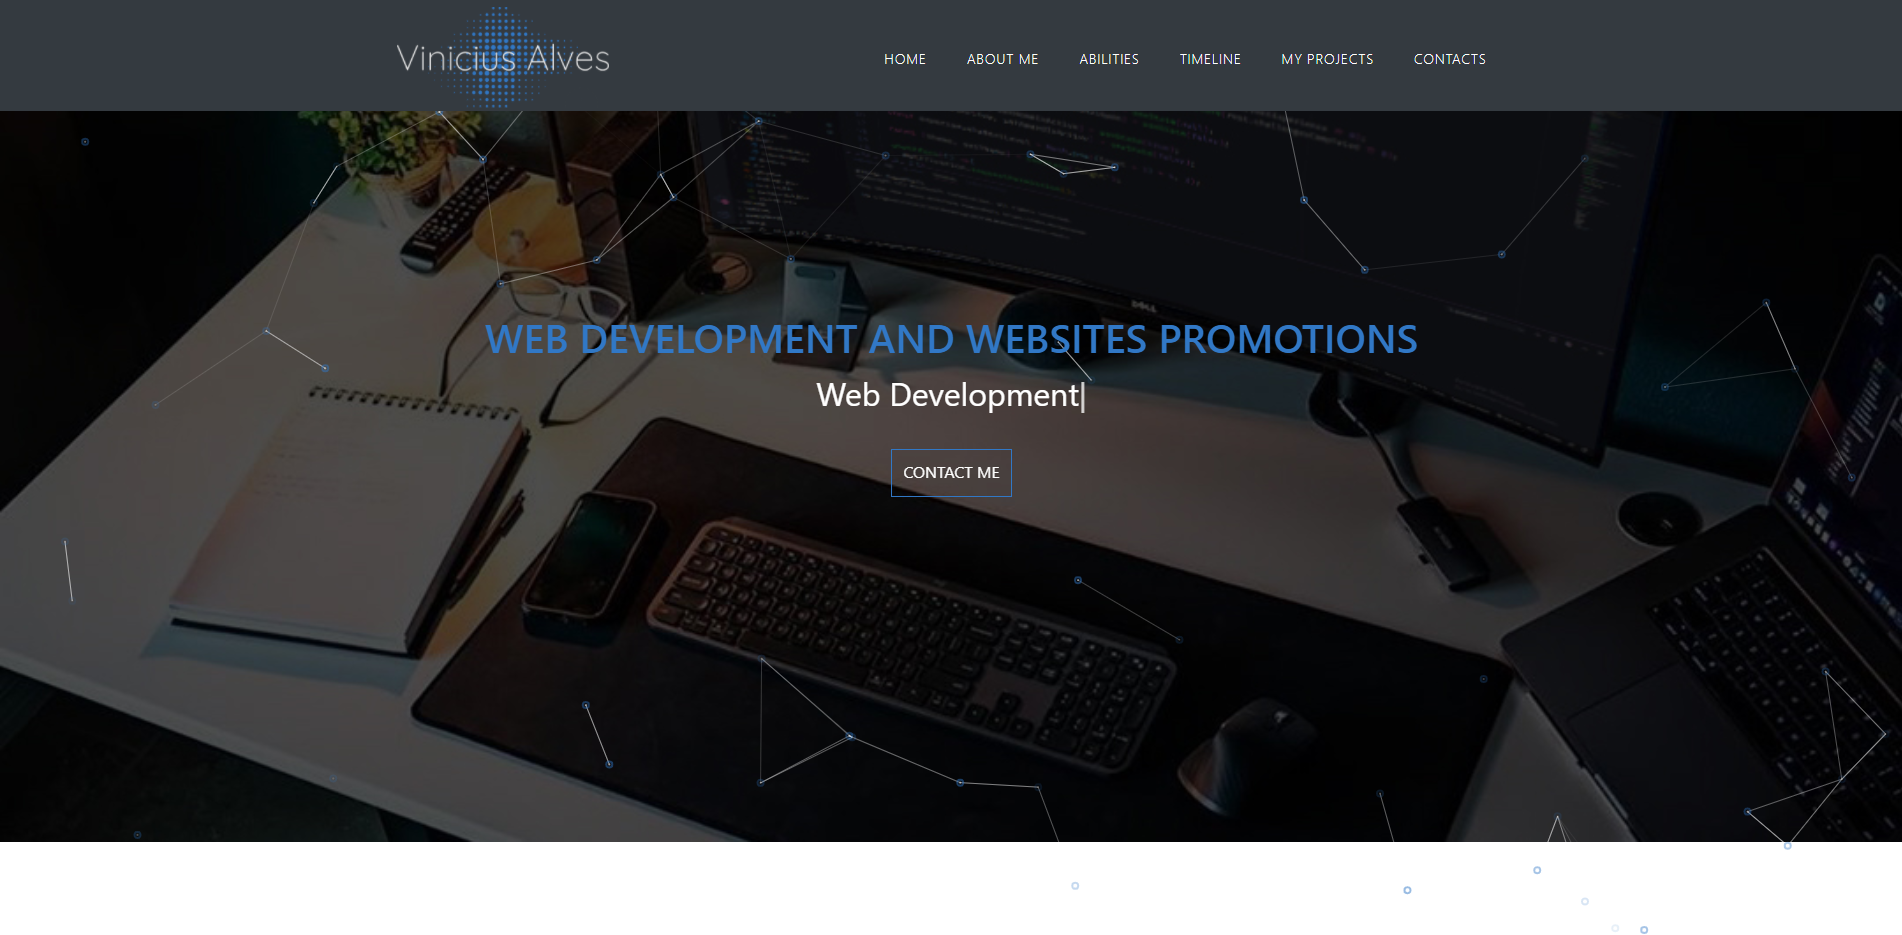 Vinicius Alves
HOME ABOUT ME ABILITIES TIMELINE MY PROJECTS CONTACTS
DELL
WEB DEVELOPMENT AND WEBSITES PROMOTIONS
Web Development|
CONTACT ME